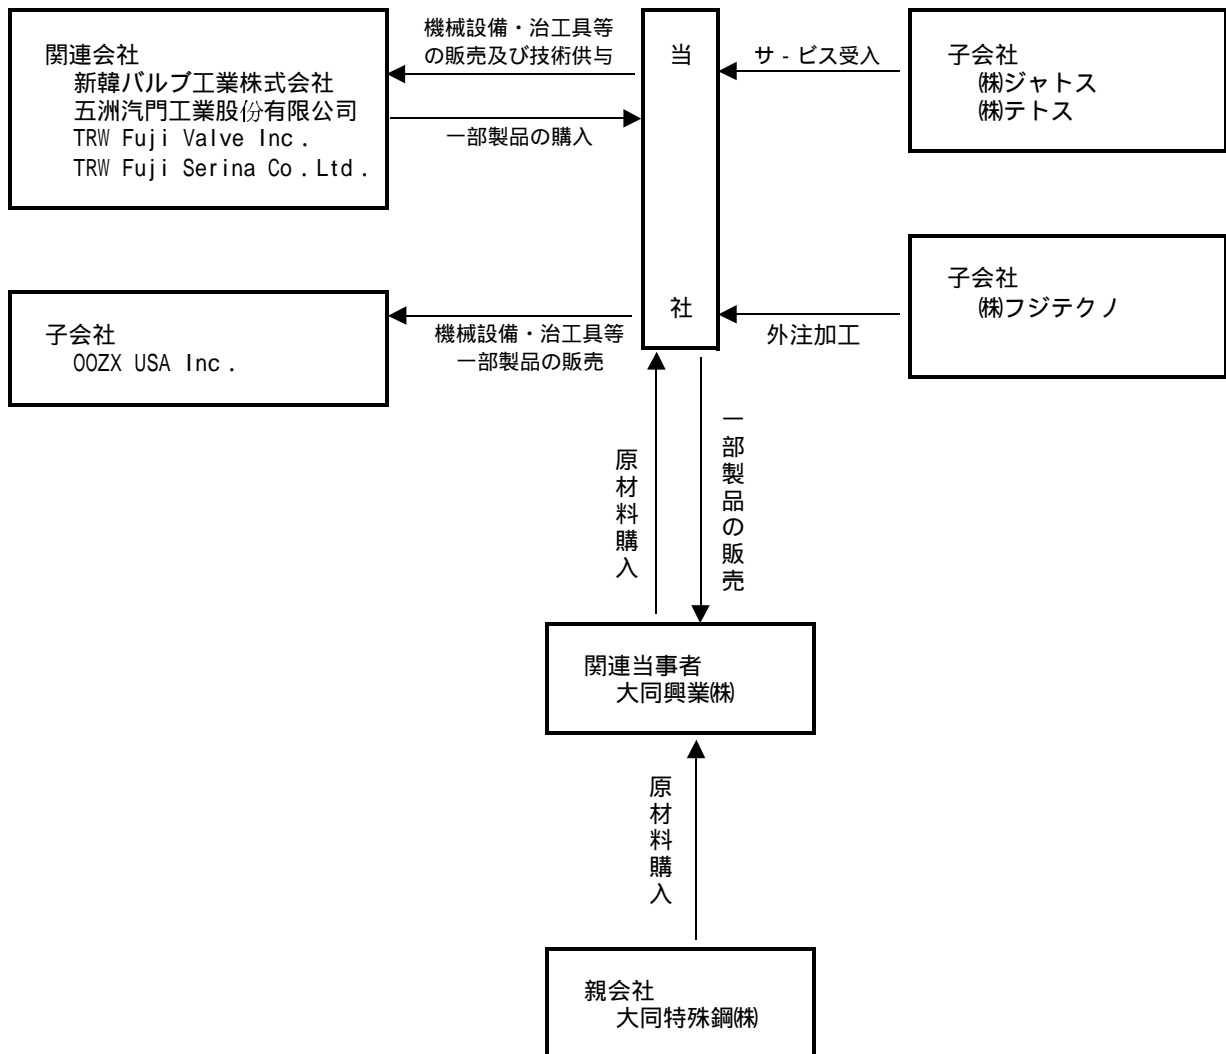 関連会社
新韓バルブ工業株式会社
五洲汽門工業股份有限公司
TRW Fuji Valve Inc.
TRW Fuji Serina Co.Ltd.
機械設備・治工具等
の販売及び技術供与
一部製品の購入
当
社
サ-ビス受入
子会社
㈱ジャトス
㈱テトス
子会社
OOZX USA Inc.
機械設備・治工具等
一部製品の販売
外注加工
子会社
㈱フジテクノ
原材料購入
一部製品の販売
関連当事者
大同興業㈱
原材料購入
親会社
大同特殊鋼㈱